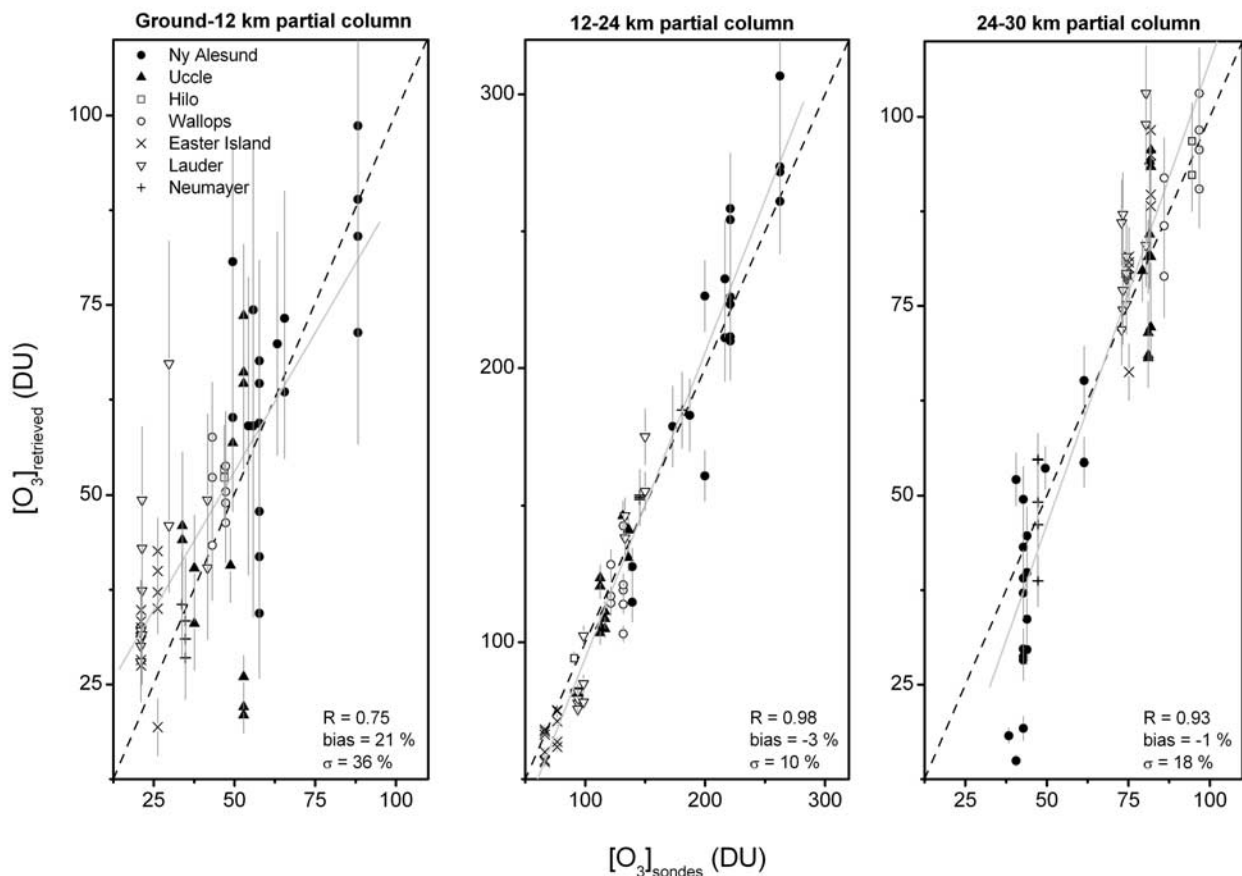 Ground-12 km partial column
12-24 km partial column
24-30 km partial column
Ny Alesund
Uccle
Hilo
Wallops
Easter Island
Lauder
Neumayer
100
75
50
25
R = 0.75
bias = 21 %
σ = 36 %
25
50
75
100
300
200
100
R = 0.98
bias = -3 %
σ = 10 %
100
200
300
100
75
50
25
R = 0.93
bias = -1 %
σ = 18 %
25
50
75
100
[O3]retrieved (DU)
[O3]sondes (DU)